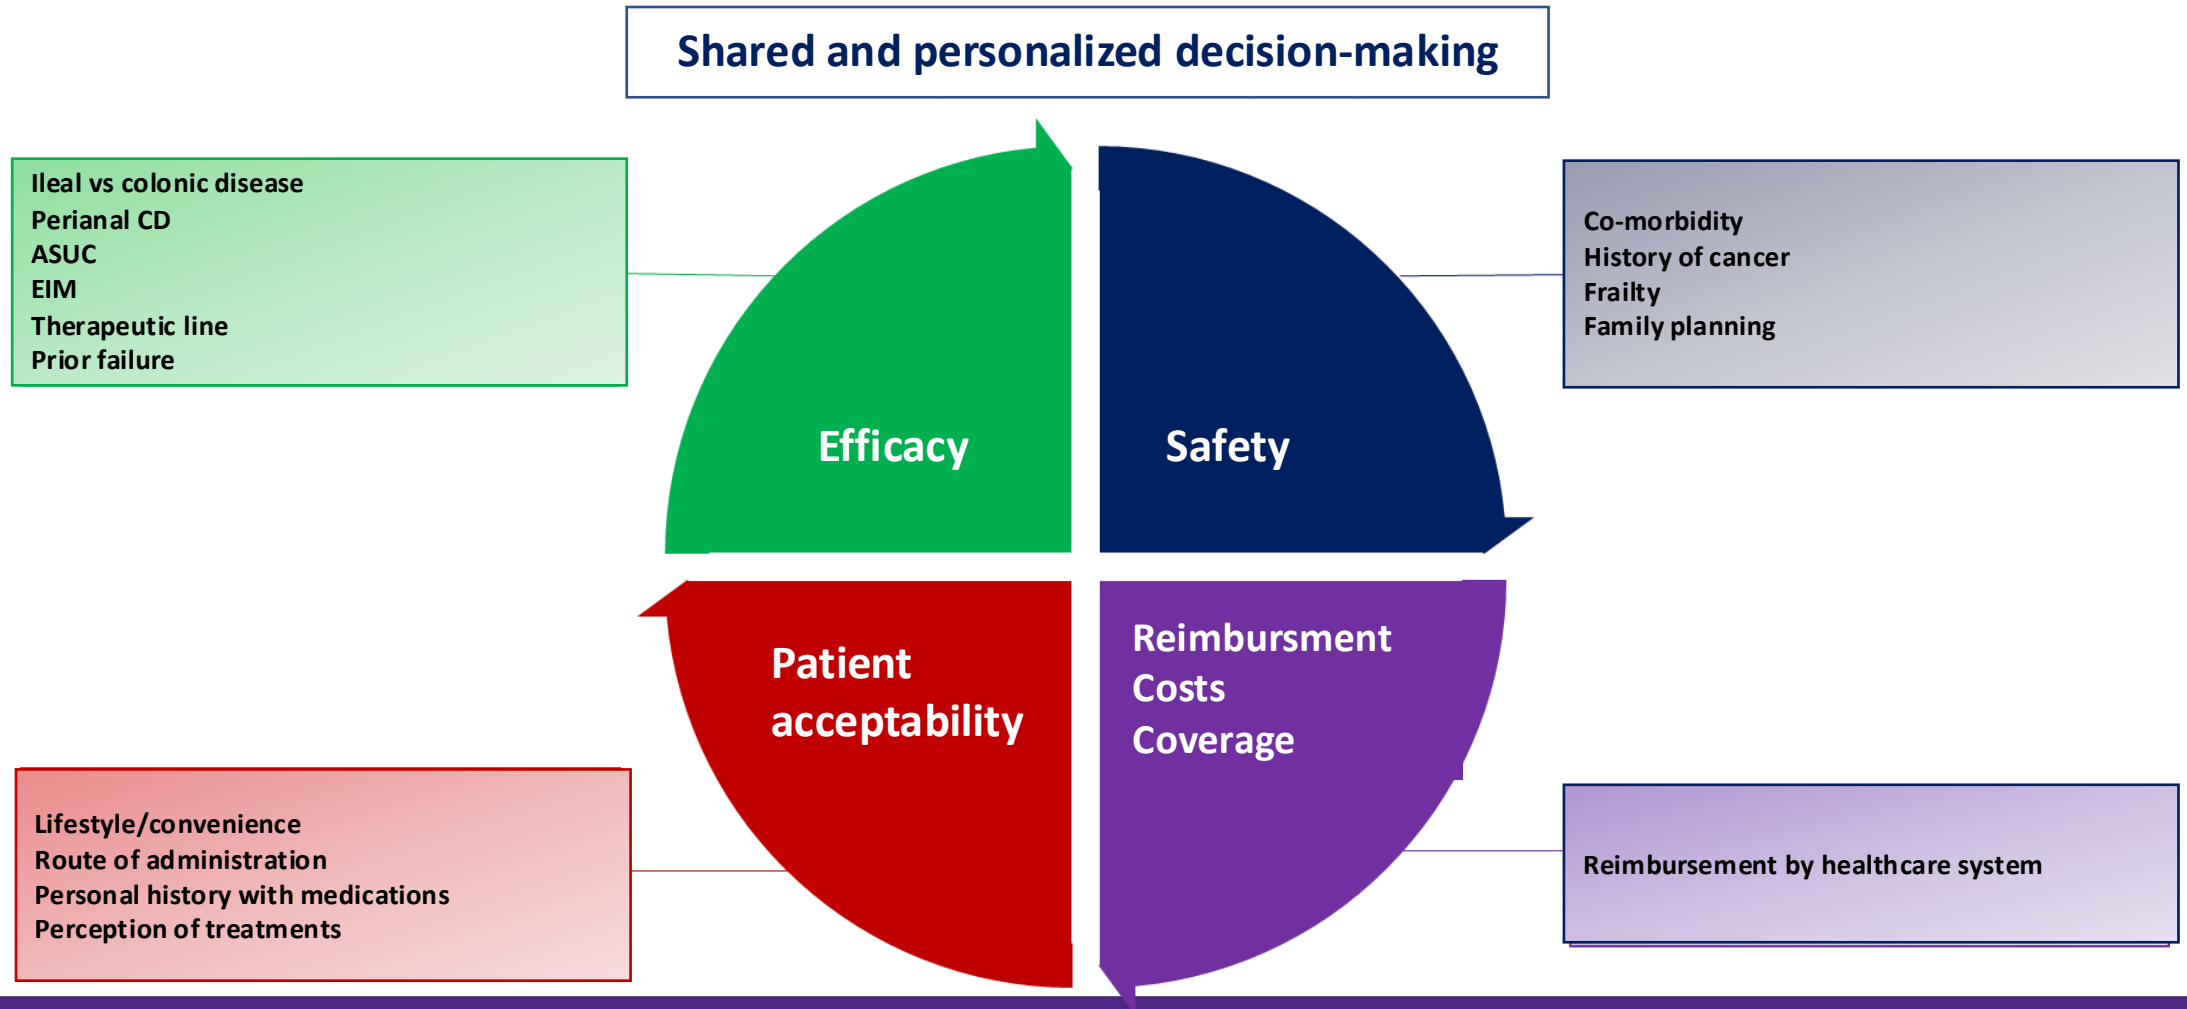 Shared and personalized decision-making
Ileal vs colonic disease
Perianal CD
ASUC
EIM
Therapeutic line
Prior failure
Efficacy
Safety
Co-morbidity
History of cancer
Frailty
Family planning
Patient
acceptability
Reimbursment
Costs
Coverage
Lifestyle/convenience
Route of administration
Personal history with medications
Perception of treatments
Reimbursement by healthcare system